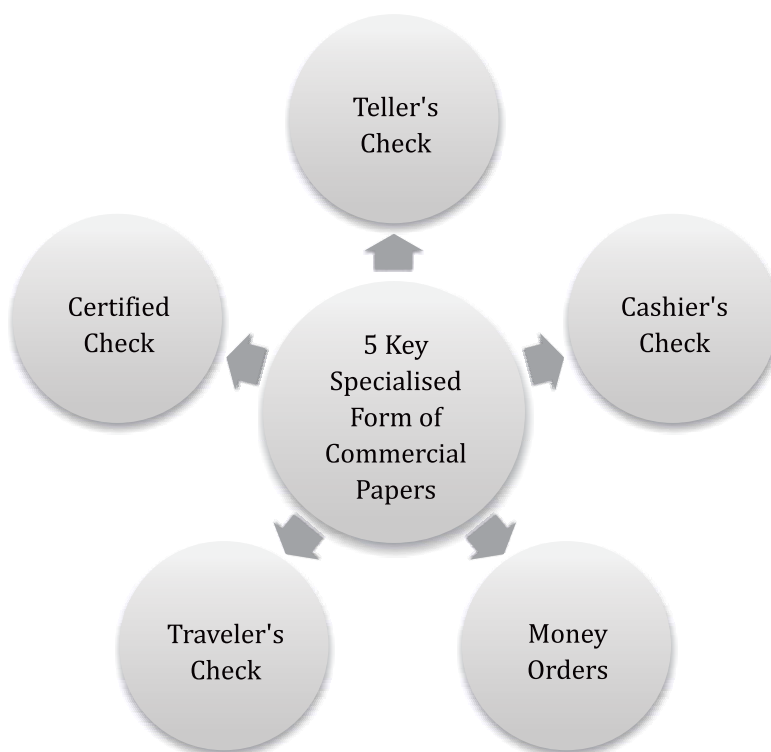 Teller's
Check
Certified
Check
Cashier's
Check
5 Key
Specialised
Form of
Commercial
Papers
Traveler's
Check
Money
Orders